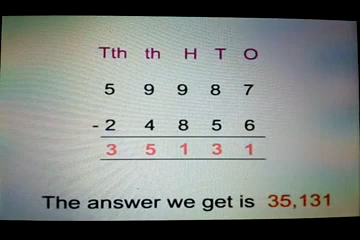 Tth th H T O
5 9 9 8 7
- 2 4 8 5 6
3 5 1 3 1
The answer we get is 35,131